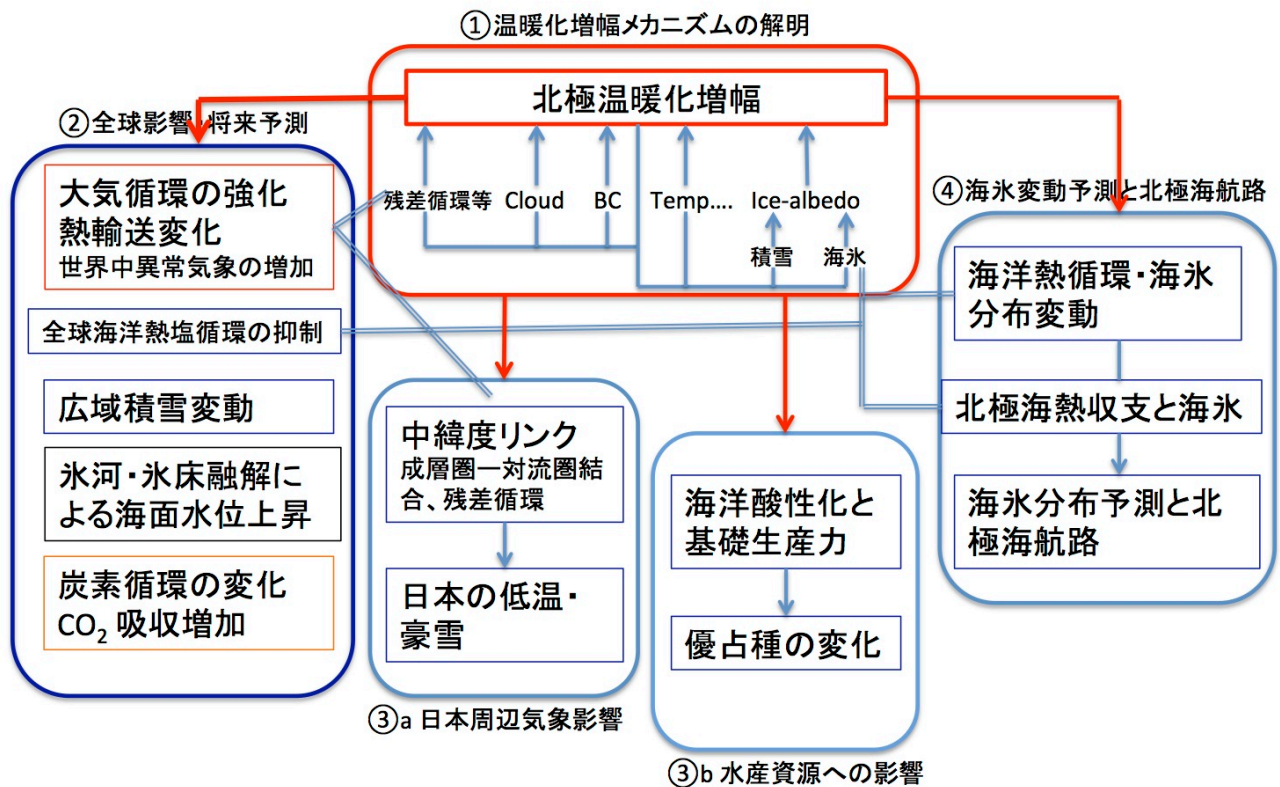 ①温暖化増幅メカニズムの解明
北極温暖化増幅
残差循環等
Cloud
BC
Temp....
Ice-albedo
積雪
海氷
②全球影響・将来予測
大気循環の強化
熱輸送変化
世界中異常気象の増加
全球海洋熱塩循環の抑制
広域積雪変動
氷河・氷床融解に
よる海面水位上昇
炭素循環の変化
CO₂ 吸収増加
中緯度リンク
成層圏ー対流圏結
合、残差循環
日本の低温・
豪雪
③a 日本周辺気象影響
海洋酸性化と
基礎生産力
優占種の変化
③b 水産資源への影響
④海氷変動予測と北極海航路
海洋熱循環・海氷
分布変動
北極海熱収支と海氷
海氷分布予測と北
極海航路